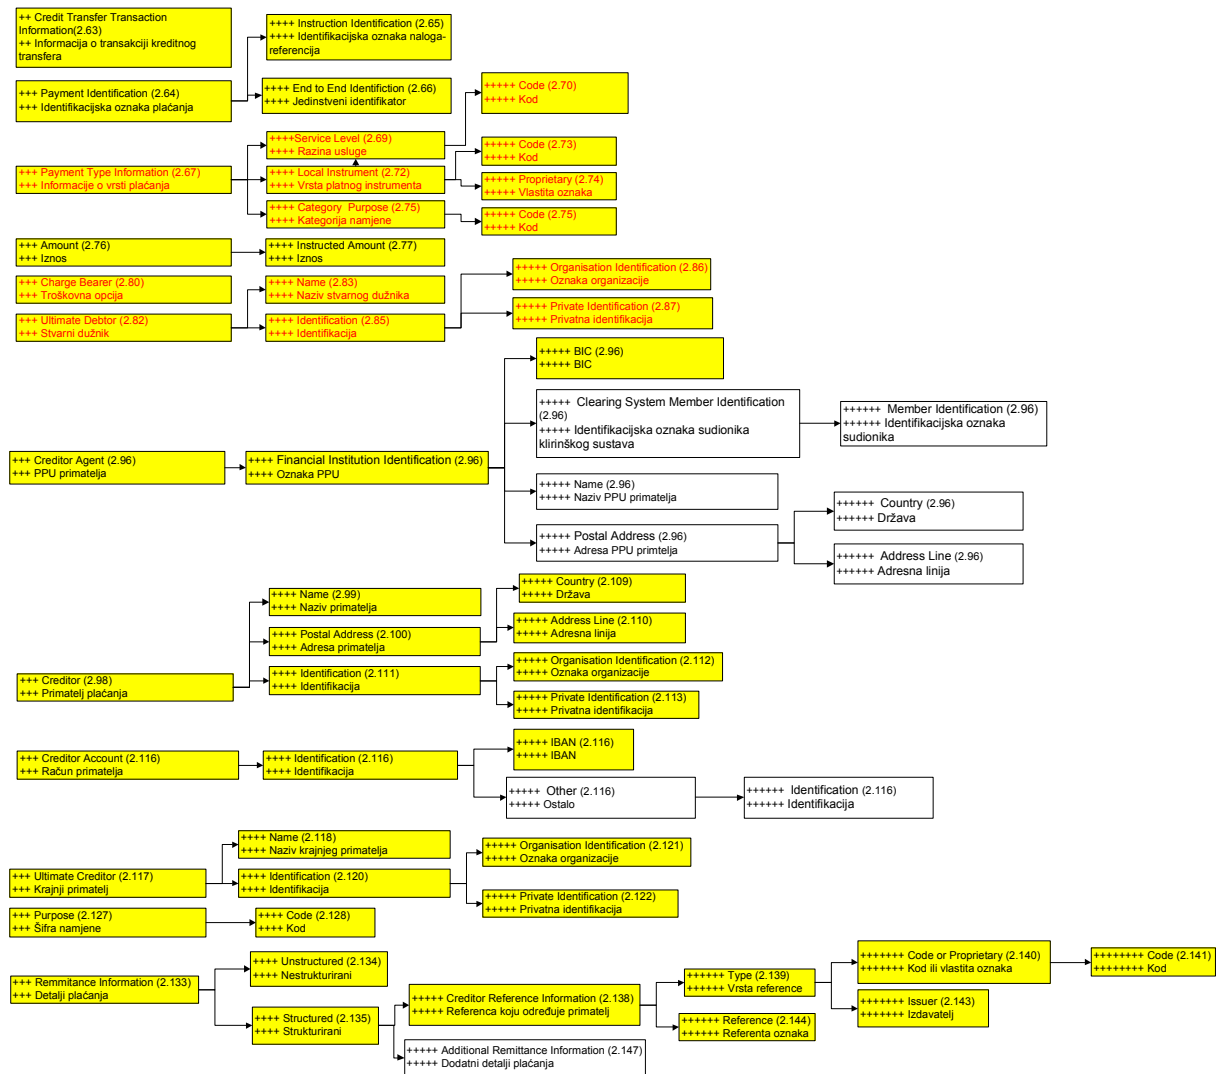 ++ Credit Transfer Transaction
Information(2.63)
++ Informacija o transakciji kreditnog
transfera
++++ Instruction Identification (2.65)
++++ Identifikacijska oznaka naloga-
referencija
+++ Payment Identification (2.64)
+++ Identifikacijska oznaka plaćanja
++++ End to End Identifiction (2.66)
++++ Jedinstveni identifikator
+++++ Code (2.70)
+++++ Kod
++++Service Level (2.69)
++++ Razina usluge
+++++ Code (2.73)
+++++ Kod
+++ Payment Type Information (2.67)
+++ Informacije o vrsti plaćanja
++++ Local Instrument (2.72)
++++ Vrsta platnog instrumenta
+++++ Proprietary (2.74)
+++++ Vlastita oznaka
++++ Category Purpose (2.75)
++++ Kategorija namjene
+++++ Code (2.75)
+++++ Kod
+++ Amount (2.76)
+++ Iznos
++++ Instructed Amount (2.77)
++++ Iznos
+++ Charge Bearer (2.80)
+++ Troškovna opcija
++++ Name (2.83)
++++ Naziv stvarnog dužnika
+++++ Organisation Identification (2.86)
+++++ Oznaka organizacije
+++ Ultimate Debtor (2.82)
+++ Stvarni dužnik
++++ Identification (2.85)
++++ Identifikacija
+++++ Private Identification (2.87)
+++++ Privatna identifikacija
+++++ BIC (2.96)
+++++ BIC
+++++ Clearing System Member Identification
(2.96)
+++++ Identifikacijska oznaka sudionika
klirinškog sustava
++++++ Member Identification (2.96)
++++++ Identifikacijska oznaka
sudionika
+++ Creditor Agent (2.96)
+++ PPU primatelja
++++ Financial Institution Identification (2.96)
++++ Oznaka PPU
+++++ Name (2.96)
+++++ Naziv PPU primatelja
+++++ Postal Address (2.96)
+++++ Adresa PPU primtelja
++++++ Country (2.96)
++++++ Država
++++++ Address Line (2.96)
++++++ Adresna linija
++++ Name (2.99)
++++ Naziv primatelja
+++++ Country (2.109)
+++++ Država
++++ Postal Address (2.100)
++++ Adresa primatelja
+++++ Address Line (2.110)
+++++ Adresna linija
+++ Creditor (2.98)
+++ Primatelj plaćanja
++++ Identification (2.111)
++++ Identifikacija
+++++ Organisation Identification (2.112)
+++++ Oznaka organizacije
+++++ Private Identification (2.113)
+++++ Privatna identifikacija
+++ Creditor Account (2.116)
+++ Račun primatelja
++++ Identification (2.116)
++++ Identifikacija
+++++ IBAN (2.116)
+++++ IBAN
+++++ Other (2.116)
+++++ Ostalo
++++++ Identification (2.116)
++++++ Identifikacija
++++ Name (2.118)
++++ Naziv krajnjeg primatelja
+++++ Organisation Identification (2.121)
+++++ Oznaka organizacije
+++ Ultimate Creditor (2.117)
+++ Krajnji primatelj
++++ Identification (2.120)
++++ Identifikacija
+++++ Private Identification (2.122)
+++++ Privatna identifikacija
+++ Purpose (2.127)
+++ Šifra namjene
++++ Code (2.128)
++++ Kod
+++ Remmitance Information (2.133)
+++ Detalji plaćanja
++++ Unstructured (2.134)
++++ Nestrukturirani
++++ Structured (2.135)
++++ Strukturirani
+++++ Creditor Reference Information (2.138)
+++++ Referenca koju određuje primatelj
++++++ Type (2.139)
++++++ Vrsta reference
+++++++ Code or Proprietary (2.140)
+++++++ Kod ili vlastita oznaka
++++++++ Code (2.141)
++++++++ Kod
+++++++ Issuer (2.143)
+++++++ Izdavatelj
++++++ Reference (2.144)
++++++ Referenta oznaka
+++++ Additional Remittance Information (2.147)
+++++ Dodatni detalji plaćanja